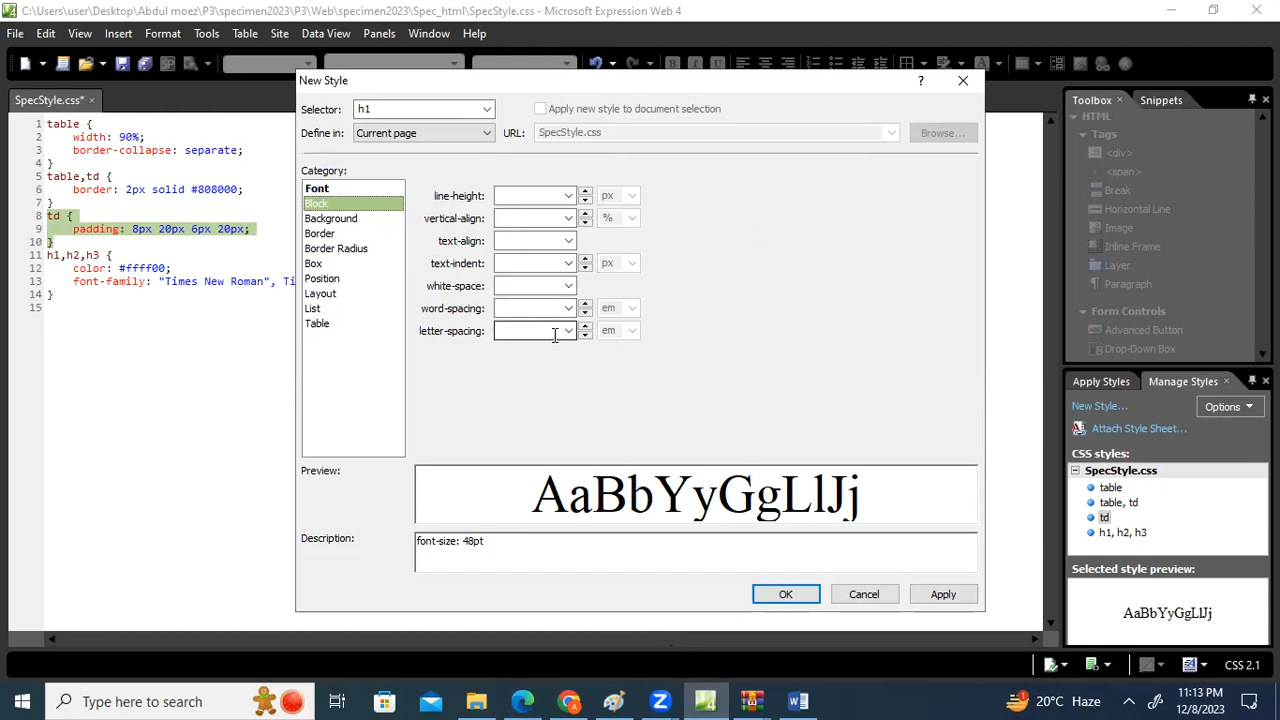 C:\Users\user\Desktop\Abdul moez\P3\specimen2023\P3\Web\specimen2023\Spec_html\SpecStyle.css - Microsoft Expression Web 4
File Edit View Insert Format Tools Table Site Data View Panels Window Help
SpecStyle.css*
1 table {
2 width: 90%;
3 border-collapse: separate;
4 }
5 table,td {
6 border: 2px solid #808000;
7 }
8 td {
9 padding: 8px 20px 6px 20px;
10 }
11 h1,h2,h3 {
12 color: #ffff00;
13 font-family: "Times New Roman", Ti
14 }
15
New Style
Selector: h1
Apply new style to document selection
Define in: Current page
URL: SpecStyle.css
Browse...
Category:
Font
Block
Background
Border
Border Radius
Box
Position
Layout
List
Table
line-height: px
vertical-align: %
text-align:
text-indent: px
white-space:
word-spacing: em
letter-spacing: em
Preview:
AaBbYyGgLlJj
Description:
font-size: 48pt
OK Cancel Apply
Toolbox Snippets
HTML
Tags
<div>
<span>
Break
Horizontal Line
Image
Inline Frame
Layer
Paragraph
Form Controls
Advanced Button
Drop-Down Box
Apply Styles Manage Styles
New Style... Options
Attach Style Sheet...
CSS styles:
SpecStyle.css
table
table, td
td
h1, h2, h3
Selected style preview:
AaBbYyGgLlJj
CSS 2.1
Type here to search
20°C Haze
11:13 PM
12/8/2023